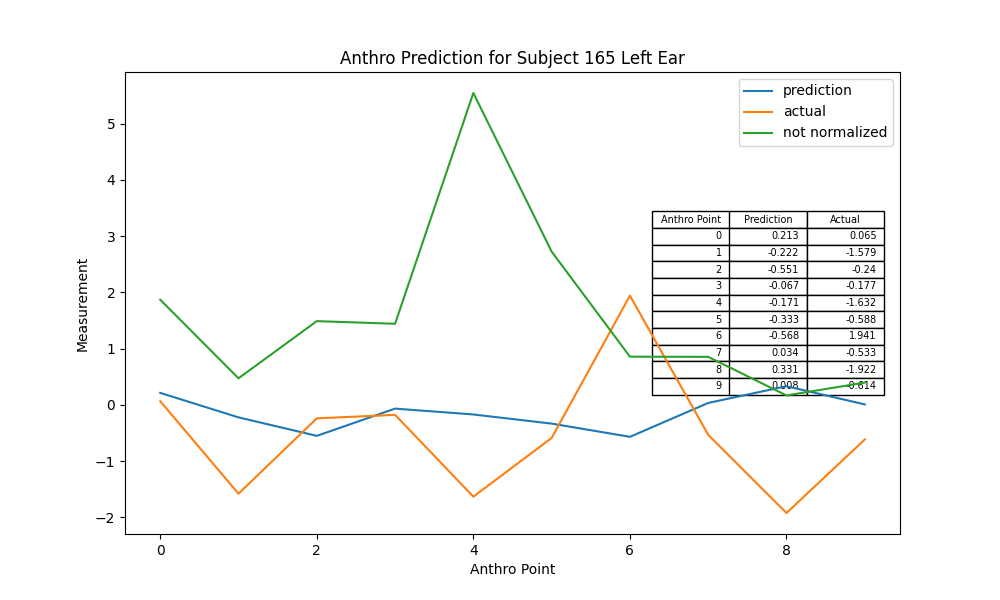 Anthro Prediction for Subject 165 Left Ear
prediction
actual
not normalized
Measurement
5
4
3
2
1
0
−1
−2
Anthro Point Prediction Actual
0 0.213 0.065
1 -0.222 -1.579
2 -0.551 -0.24
3 -0.067 -0.177
4 -0.171 -1.632
5 -0.333 -0.588
6 -0.568 1.941
7 0.034 -0.533
8 0.331 -1.922
9 0.008 -0.614
0 2 4 6 8
Anthro Point